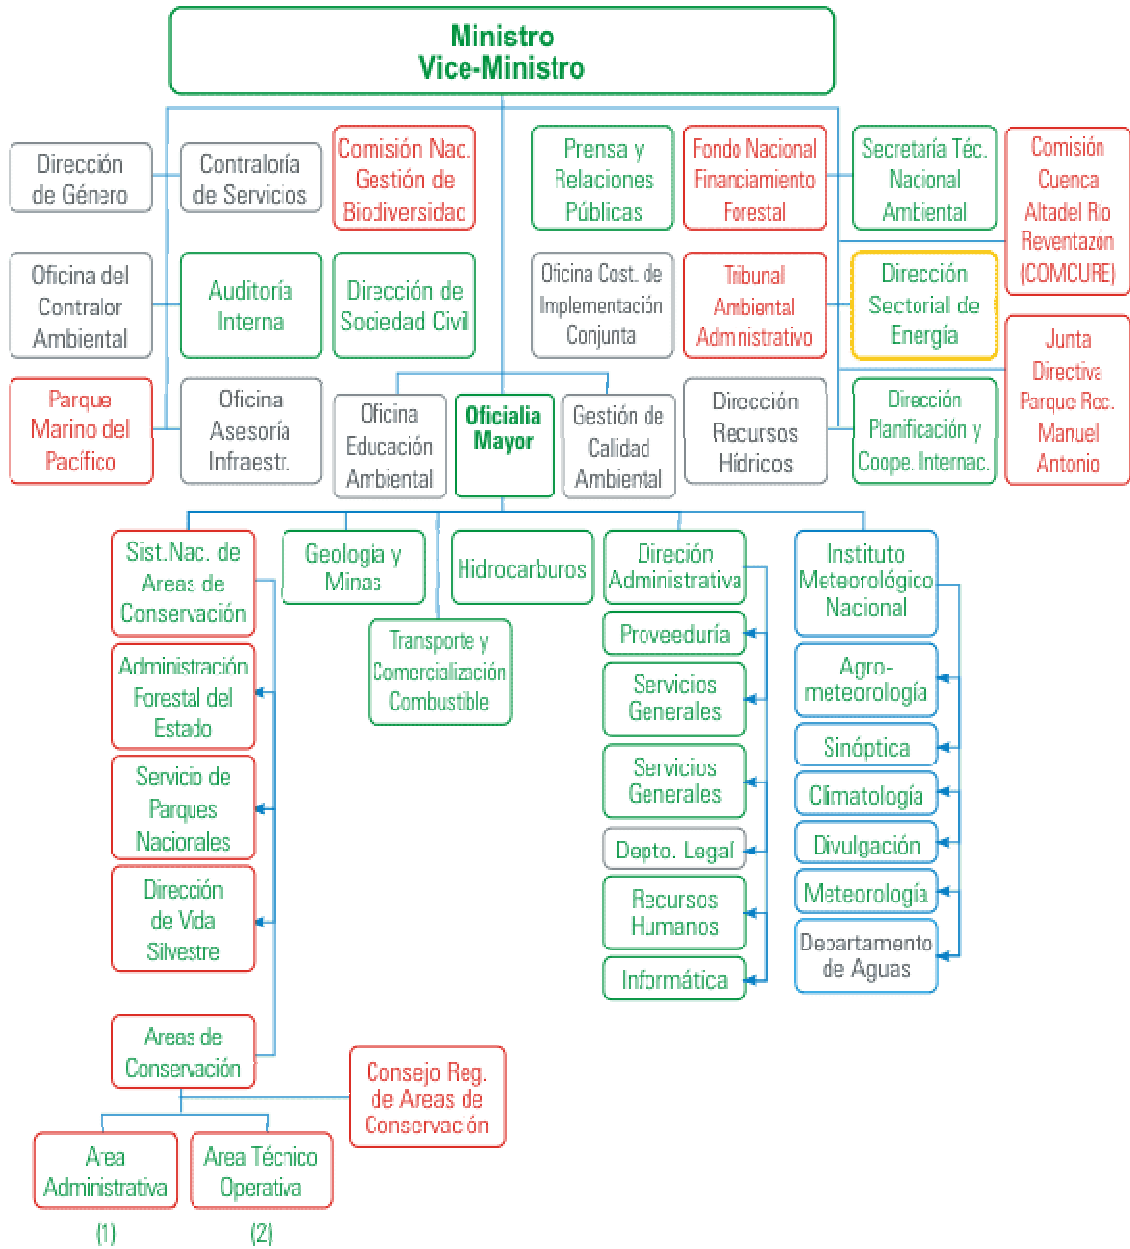 Ministro
Vice-Ministro
Dirección
de Género
Contraloría
de Servicios
Comisión Nac.
Gestión de
Biodiversidad
Prensa y
Relaciones
Públicas
Fondo Nacional
Financiamiento
Forestal
Secretaría Téc.
Nacional
Ambiental
Comisión
Cuenca
Altadel Río
Reventazón
(COMCURE)
Oficina del
Contralor
Ambiental
Auditoría
Interna
Dirección de
Sociedad Civil
Oficina Cost. de
Implementación
Conjunta
Tribunal
Ambiental
Admnistrativo
Dirección
Sectorial de
Energía
Junta
Directiva
Parque Rec.
Manuel
Antonio
Parque
Marino del
Pacífico
Oficina
Asesoría
Infraestr.
Oficina
Educación
Ambiental
Oficialia
Mayor
Gestión de
Calidad
Ambiental
Dirección
Recursos
Hídricos
Dirección
Planificación y
Coope. Internac.
Sist.Nac. de
Areas de
Conservación
Geología y
Minas
Hidrocarburos
Direción
Administrativa
Instituto
Meteorológico
Nacional
Transporte y
Comercialización
Combustible
Administración
Forestal del
Estado
Servicio de
Parques
Nacionales
Dirección
de Vida
Silvestre
Proveeduría
Servicios
Generales
Servicios
Generales
Depto. Legal
Recursos
Humanos
Informática
Agro-
meteorología
Sinóptica
Climatología
Divulgación
Meteorología
Departamento
de Aguas
Areas de
Conservación
Consejo Reg.
de Areas de
Conservación
Area
Administrativa
(1)
Area Técnico
Operativa
(2)